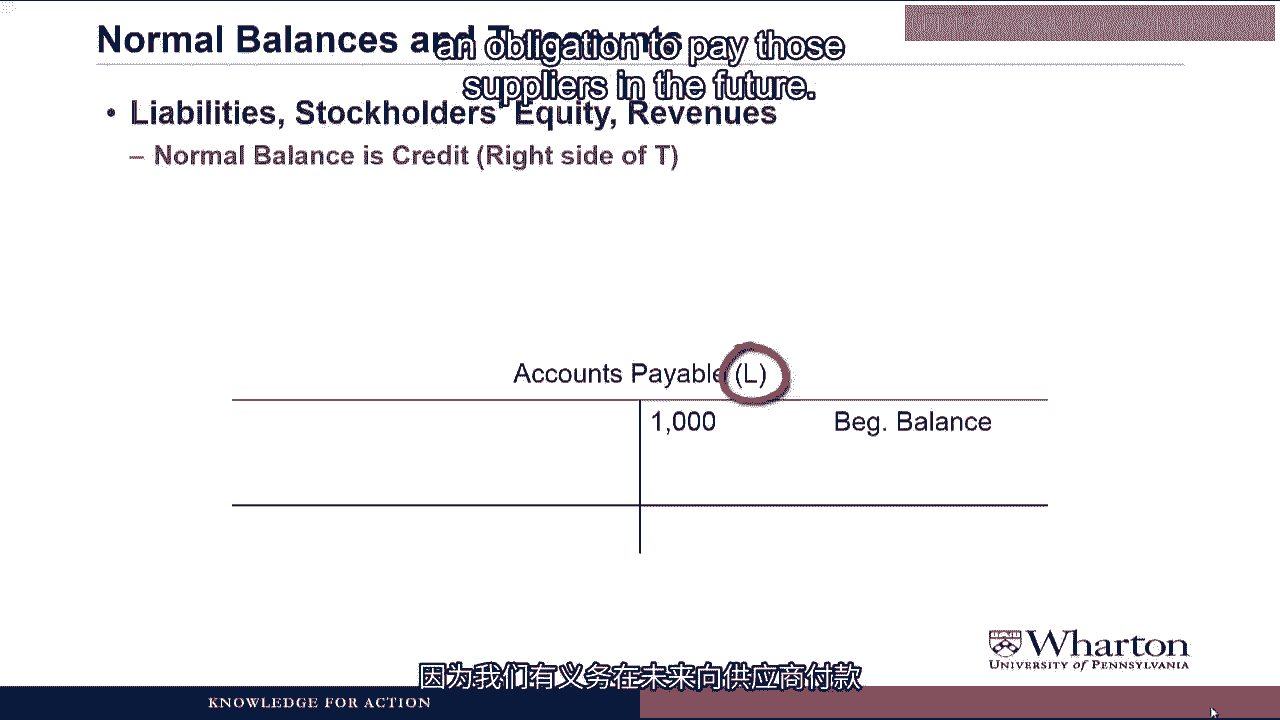 Normal Balances and T-accounts
an obligation to pay those
suppliers in the future.
• Liabilities, Stockholders' Equity, Revenues
– Normal Balance is Credit (Right side of T)
Accounts Payable (L)
1,000 Beg. Balance
Wharton
UNIVERSITY of PENNSYLVANIA
因为我们有义务在未来向供应商付款
KNOWLEDGE FOR ACTION